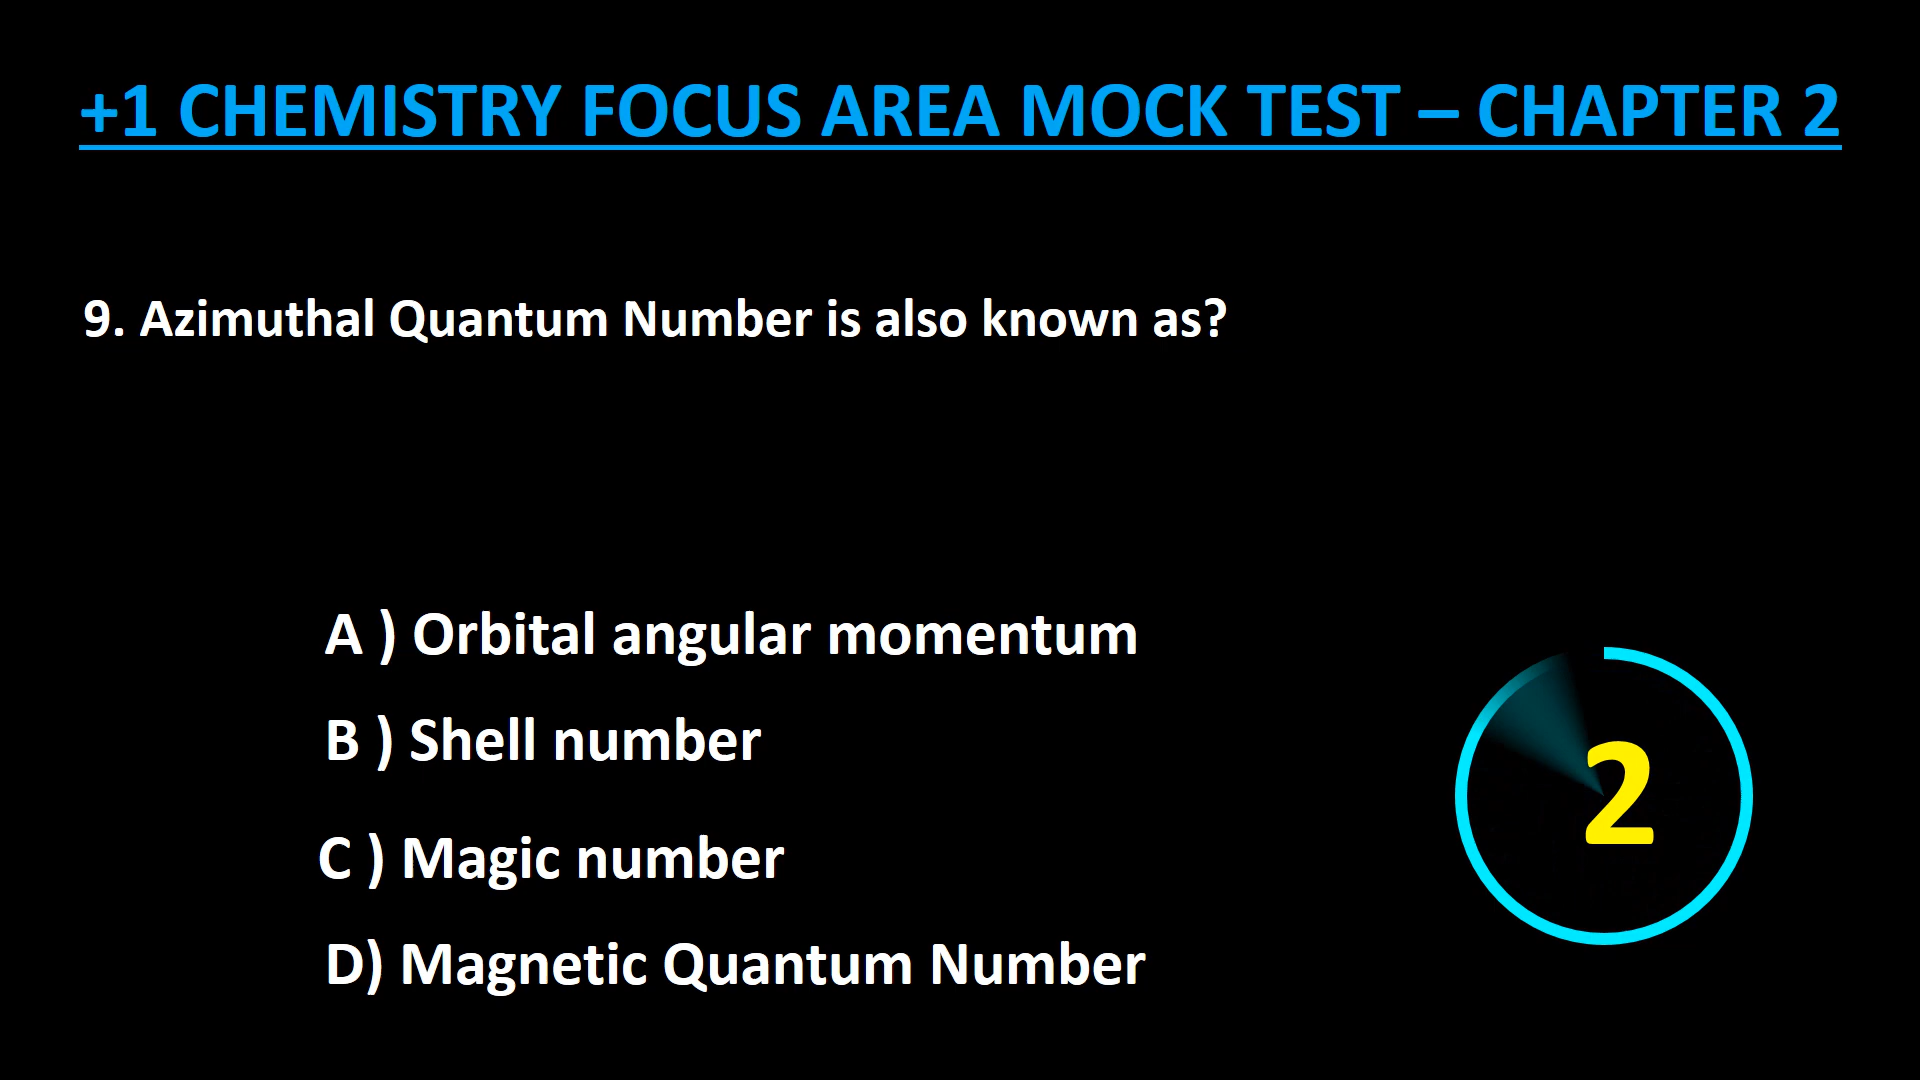 +1 CHEMISTRY FOCUS AREA MOCK TEST – CHAPTER 2
9. Azimuthal Quantum Number is also known as?
A ) Orbital angular momentum
B ) Shell number
C ) Magic number
D) Magnetic Quantum Number
2